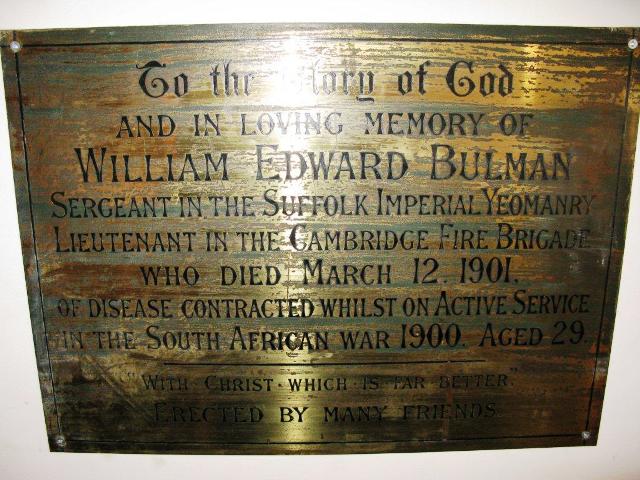 To the Glory of God
AND IN LOVING MEMORY OF
WILLIAM EDWARD BULMAN
SERGEANT IN THE SUFFOLK IMPERIAL YEOMANRY
LIEUTENANT IN THE CAMBRIDGE FIRE BRIGADE
WHO DIED MARCH 12. 1901.
OF DISEASE CONTRACTED WHILST ON ACTIVE SERVICE
IN THE SOUTH AFRICAN WAR 1900. AGED 29.
"WITH CHRIST · WHICH IS FAR BETTER."
ERECTED BY MANY FRIENDS